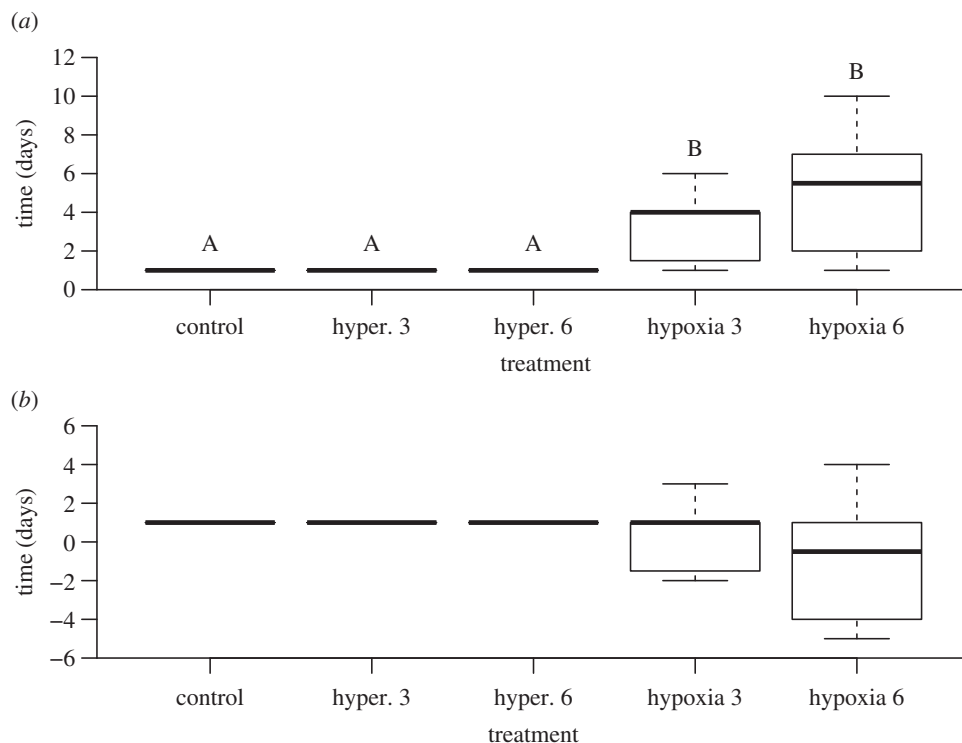 (a)
12
10
8
6
4
2
0
time (days)
A A A B B
control hyper. 3 hyper. 6 hypoxia 3 hypoxia 6
treatment
(b)
6
4
2
0
−2
−4
−6
time (days)
control hyper. 3 hyper. 6 hypoxia 3 hypoxia 6
treatment